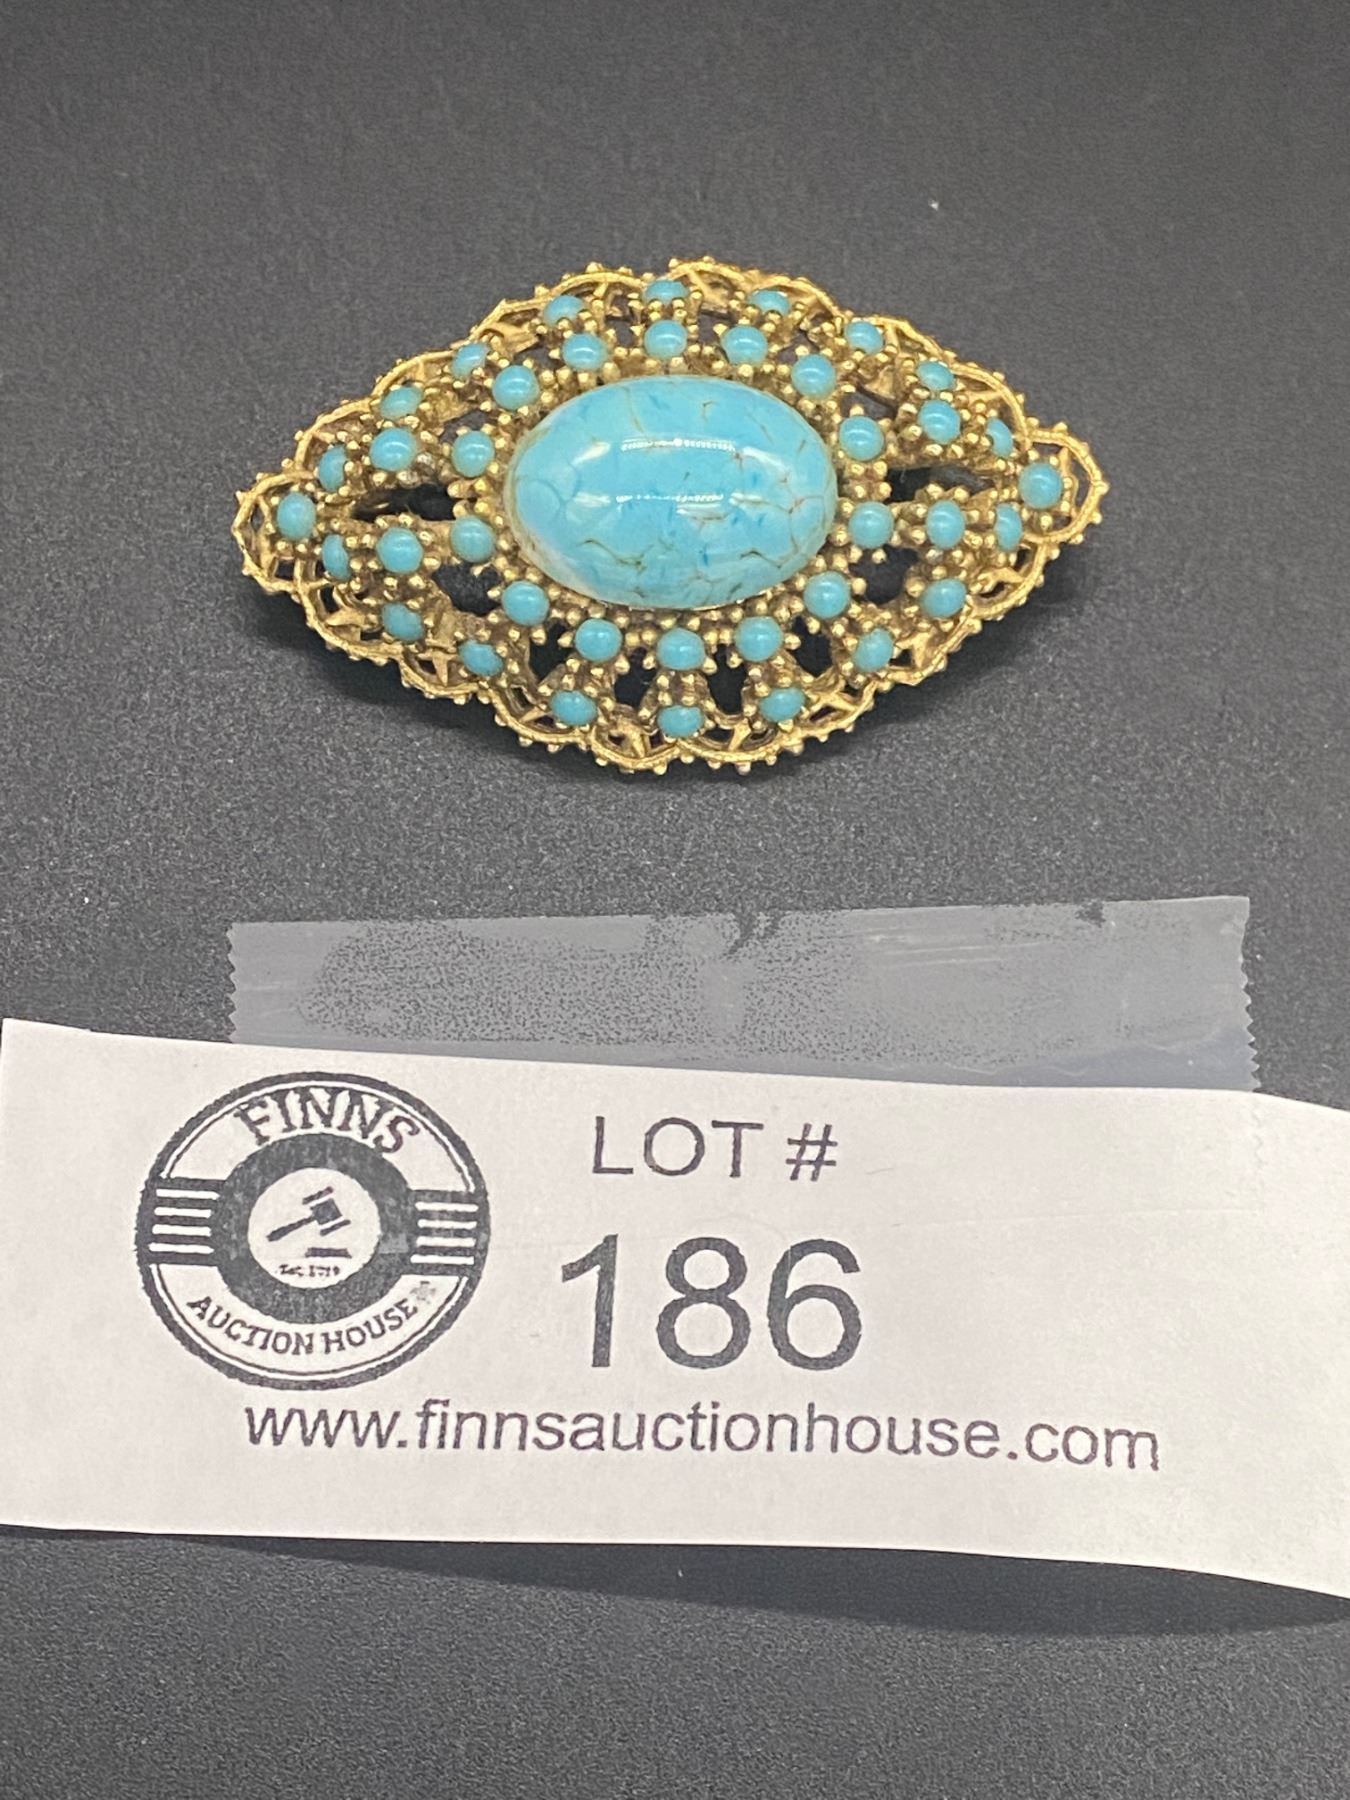 FINNS
AUCTION HOUSE
LOT #
186
www.finnsauctionhouse.com